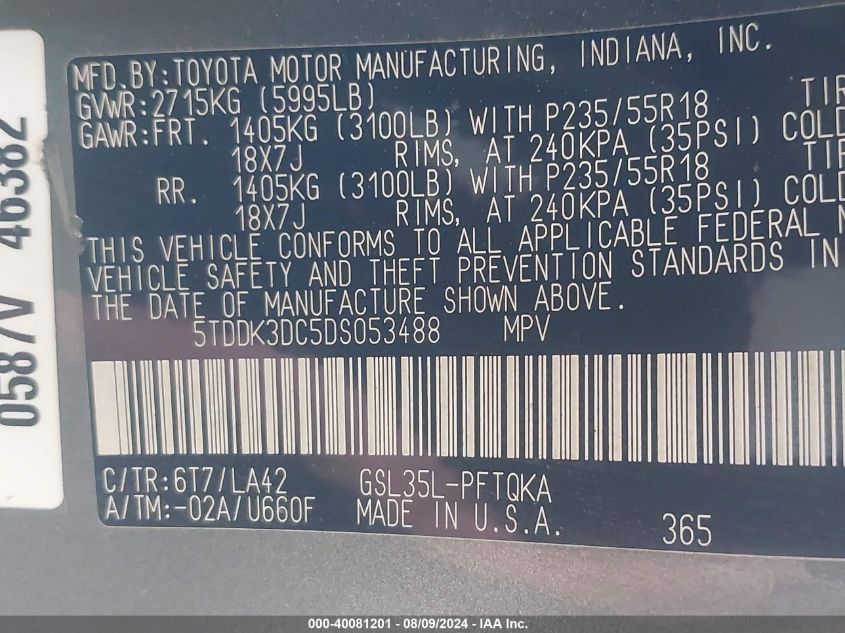 MFD.BY:TOYOTA MOTOR MANUFACTURING, INDIANA, INC.
GVWR:2715KG (5995LB)
GAWR:FRT. 1405KG (3100LB) WITH P235/55R18 TIR
18X7J RIMS, AT 240KPA (35PSI) COLD
RR. 1405KG (3100LB) WITH P235/55R18 TIR
18X7J RIMS, AT 240KPA (35PSI) COLD
THIS VEHICLE CONFORMS TO ALL APPLICABLE FEDERAL M
VEHICLE SAFETY AND THEFT PREVENTION STANDARDS IN
THE DATE OF MANUFACTURE SHOWN ABOVE.
5TDDK3DC5DS053488 MPV
C/TR:6T7/LA42 GSL35L-PFTQKA
A/TM:-02A/U660F MADE IN U.S.A. 365
0587V 46382
000-40081201 - 08/09/2024 - IAA Inc.